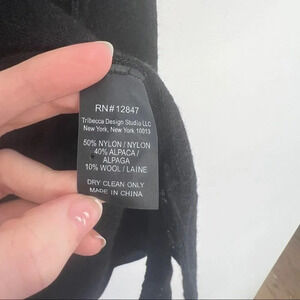 RN#12847
Tribecca Design Studio LLC
New York, New York 10013
50% NYLON / NYLON
40% ALPACA /
ALPAGA
10% WOOL / LAINE
DRY CLEAN ONLY
MADE IN CHINA